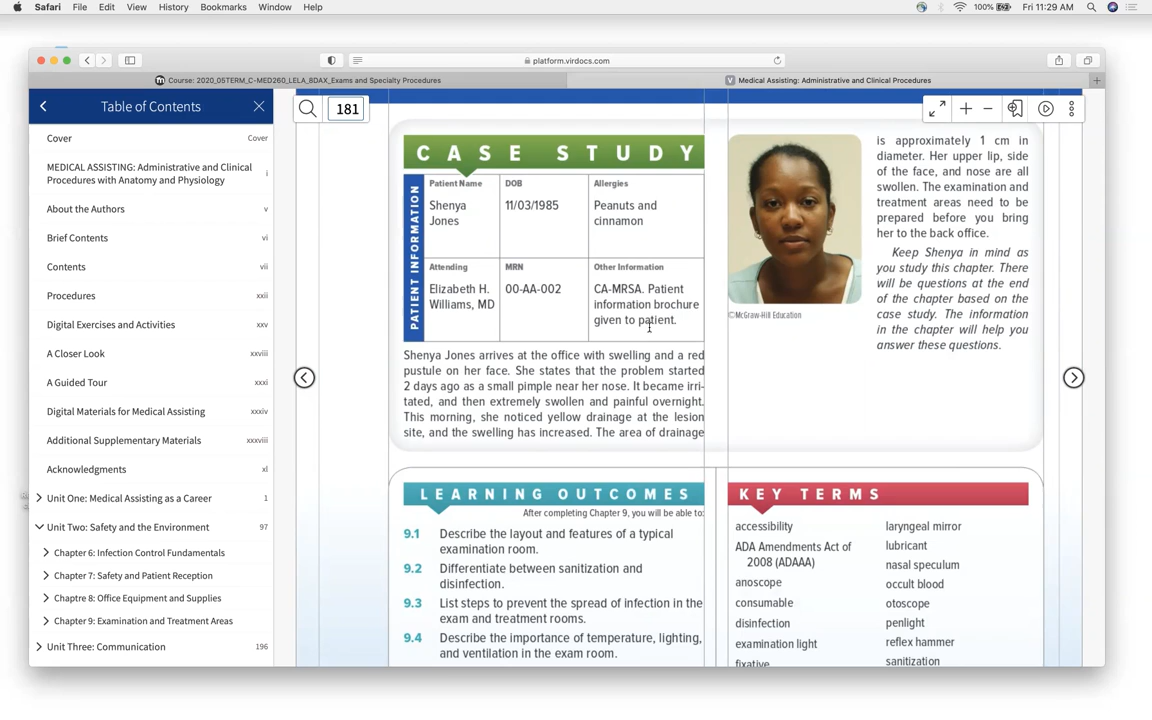 Safari File Edit View History Bookmarks Window Help
100% Fri 11:29 AM
platform.virdocs.com
Course: 2020_05TERM_C-MED260_LELA_8DAX_Exams and Specialty Procedures
Medical Assisting: Administrative and Clinical Procedures
Table of Contents
Cover Cover
MEDICAL ASSISTING: Administrative and Clinical
Procedures with Anatomy and Physiology i
About the Authors v
Brief Contents vi
Contents vii
Procedures xxii
Digital Exercises and Activities xxv
A Closer Look xxviii
A Guided Tour xxxi
Digital Materials for Medical Assisting xxxiv
Additional Supplementary Materials xxxviii
Acknowledgments xl
Unit One: Medical Assisting as a Career 1
Unit Two: Safety and the Environment 97
Chapter 6: Infection Control Fundamentals
Chapter 7: Safety and Patient Reception
Chaptre 8: Office Equipment and Supplies
Chapter 9: Examination and Treatment Areas
Unit Three: Communication 196
181
CASE STUDY
PATIENT INFORMATION
Patient Name DOB Allergies
Shenya 11/03/1985 Peanuts and
Jones cinnamon
Attending MRN Other Information
Elizabeth H. 00-AA-002 CA-MRSA. Patient
Williams, MD information brochure
given to patient.
Shenya Jones arrives at the office with swelling and a red
pustule on her face. She states that the problem started
2 days ago as a small pimple near her nose. It became irri-
tated, and then extremely swollen and painful overnight.
This morning, she noticed yellow drainage at the lesion
site, and the swelling has increased. The area of drainage
©McGraw-Hill Education
is approximately 1 cm in
diameter. Her upper lip, side
of the face, and nose are all
swollen. The examination and
treatment areas need to be
prepared before you bring
her to the back office.
Keep Shenya in mind as
you study this chapter. There
will be questions at the end
of the chapter based on the
case study. The information
in the chapter will help you
answer these questions.
LEARNING OUTCOMES
After completing Chapter 9, you will be able to:
9.1 Describe the layout and features of a typical
examination room.
9.2 Differentiate between sanitization and
disinfection.
9.3 List steps to prevent the spread of infection in the
exam and treatment rooms.
9.4 Describe the importance of temperature, lighting,
and ventilation in the exam room.
KEY TERMS
accessibility
ADA Amendments Act of
2008 (ADAAA)
anoscope
consumable
disinfection
examination light
fixative
laryngeal mirror
lubricant
nasal speculum
occult blood
otoscope
penlight
reflex hammer
sanitization